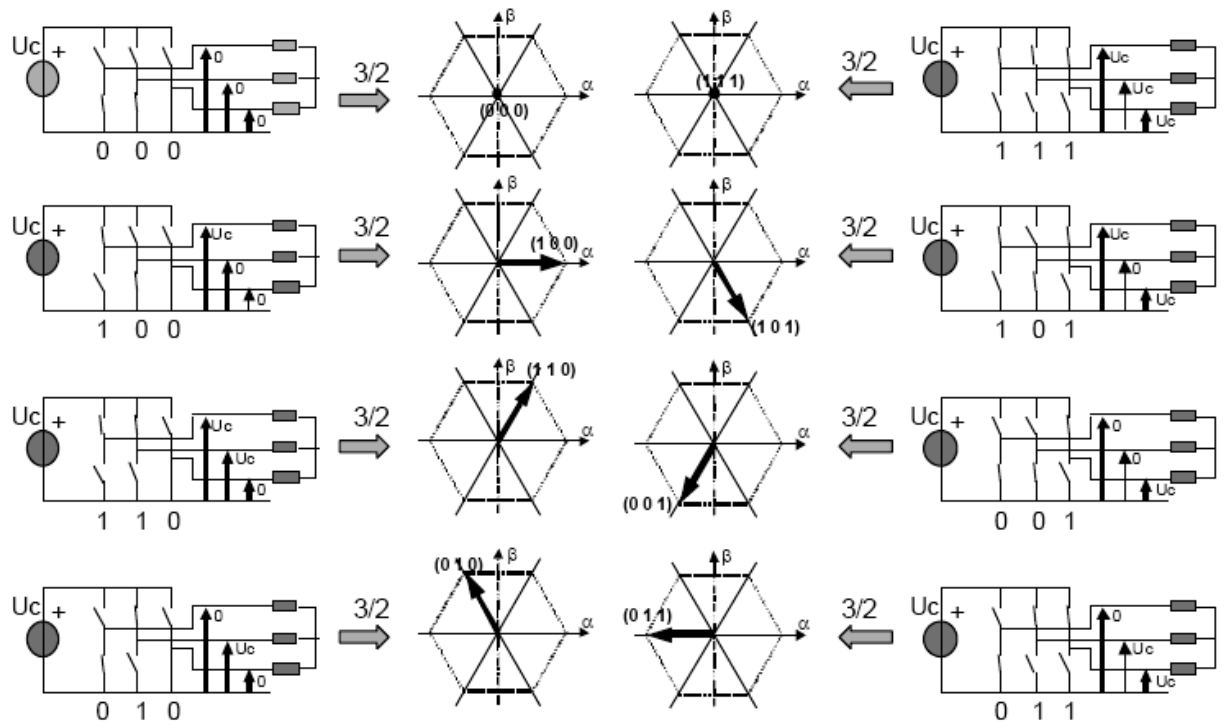 Uc + 0 0 0
0 0 0
3/2
β α
(0 0 0)
β α
(1 1 1)
3/2
Uc + Uc Uc Uc
1 1 1
Uc + Uc 0 0
1 0 0
3/2
β α
(1 0 0)
β α
(1 0 1)
3/2
Uc + Uc 0 Uc
1 0 1
Uc + Uc Uc 0
1 1 0
3/2
β α
(1 1 0)
β α
(0 0 1)
3/2
Uc + 0 0 Uc
0 0 1
Uc + 0 Uc 0
0 1 0
3/2
β α
(0 1 0)
β α
(0 1 1)
3/2
Uc + 0 Uc Uc
0 1 1